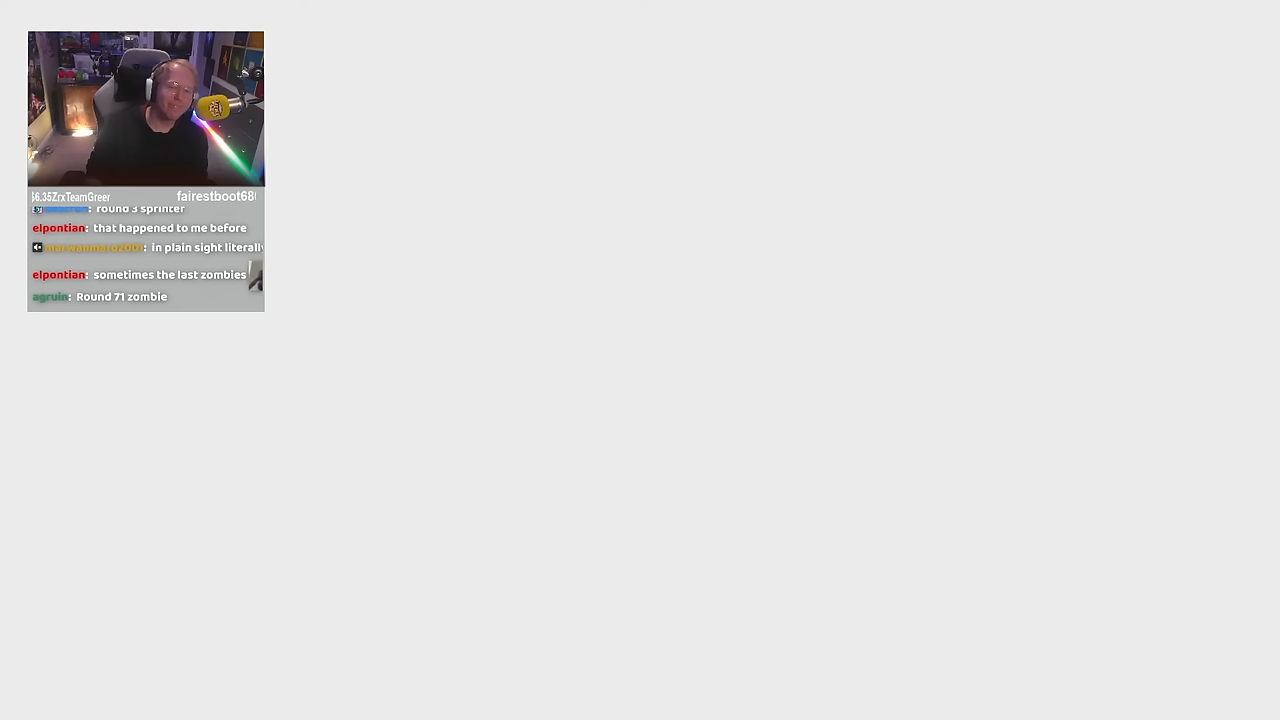 $6.35ZrxTeamGreer fairestboot68
: round 3 sprinter
elpontian: that happened to me before
: in plain sight literally
elpontian: sometimes the last zombies
agruin: Round 71 zombie